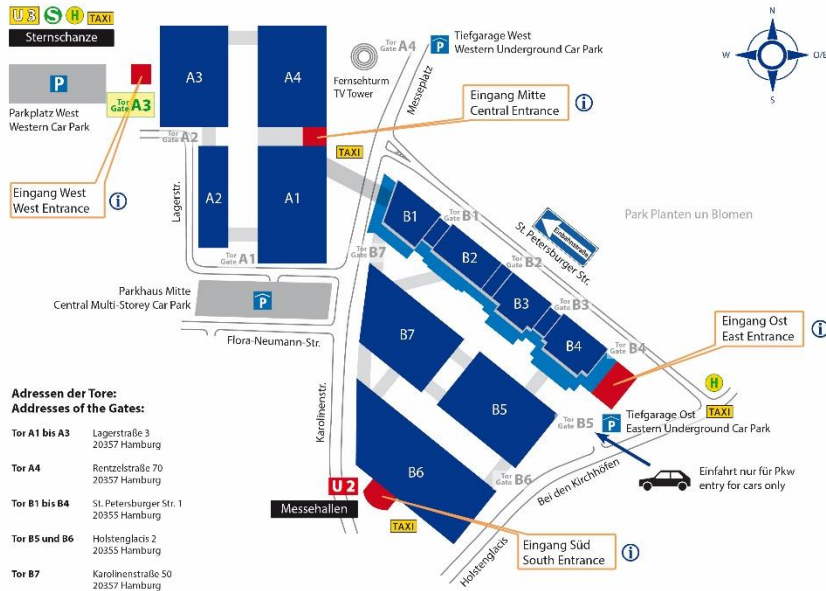 U3 S H TAXI
Sternschanze
P
Parkplatz West
Western Car Park
Tor
Gate A3
A3
A4
Tor
Gate A2
Eingang West
West Entrance
i
Lagerstr.
A2
A1
Tor
Gate A1
Fernsehturm
TV Tower
Tor
Gate A4
Messeplatz
P
Tiefgarage West
Western Underground Car Park
Eingang Mitte
Central Entrance
i
TAXI
N
W
O/E
S
Park Planten un Blomen
Einbahnstraße
St. Petersburger Str.
B1
Tor
Gate B1
B2
Tor
Gate B2
B3
Tor
Gate B3
B4
Tor
Gate B4
Tor
Gate B7
Parkhaus Mitte
Central Multi-Storey Car Park
P
Flora-Neumann-Str.
Karolinenstr.
B7
B5
B6
Eingang Ost
East Entrance
i
H
TAXI
Tor
Gate B5
P
Tiefgarage Ost
Eastern Underground Car Park
Tor
Gate B6
Bei den Kirchhöfen
Einfahrt nur für Pkw
entry for cars only
U2
Messehallen
TAXI
Holstenglacis
Eingang Süd
South Entrance
i
Adressen der Tore:
Addresses of the Gates:
Tor A1 bis A3 Lagerstraße 3
20357 Hamburg
Tor A4 Rentzelstraße 70
20357 Hamburg
Tor B1 bis B4 St. Petersburger Str. 1
20355 Hamburg
Tor B5 und B6 Holstenglacis 2
20355 Hamburg
Tor B7 Karolinenstraße 50
20357 Hamburg